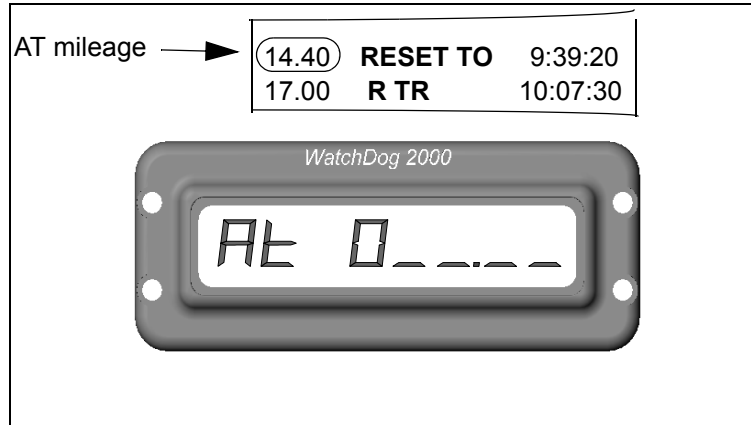 AT mileage
14.40 RESET TO 9:39:20
17.00 R TR 10:07:30
WatchDog 2000
At 0__.__